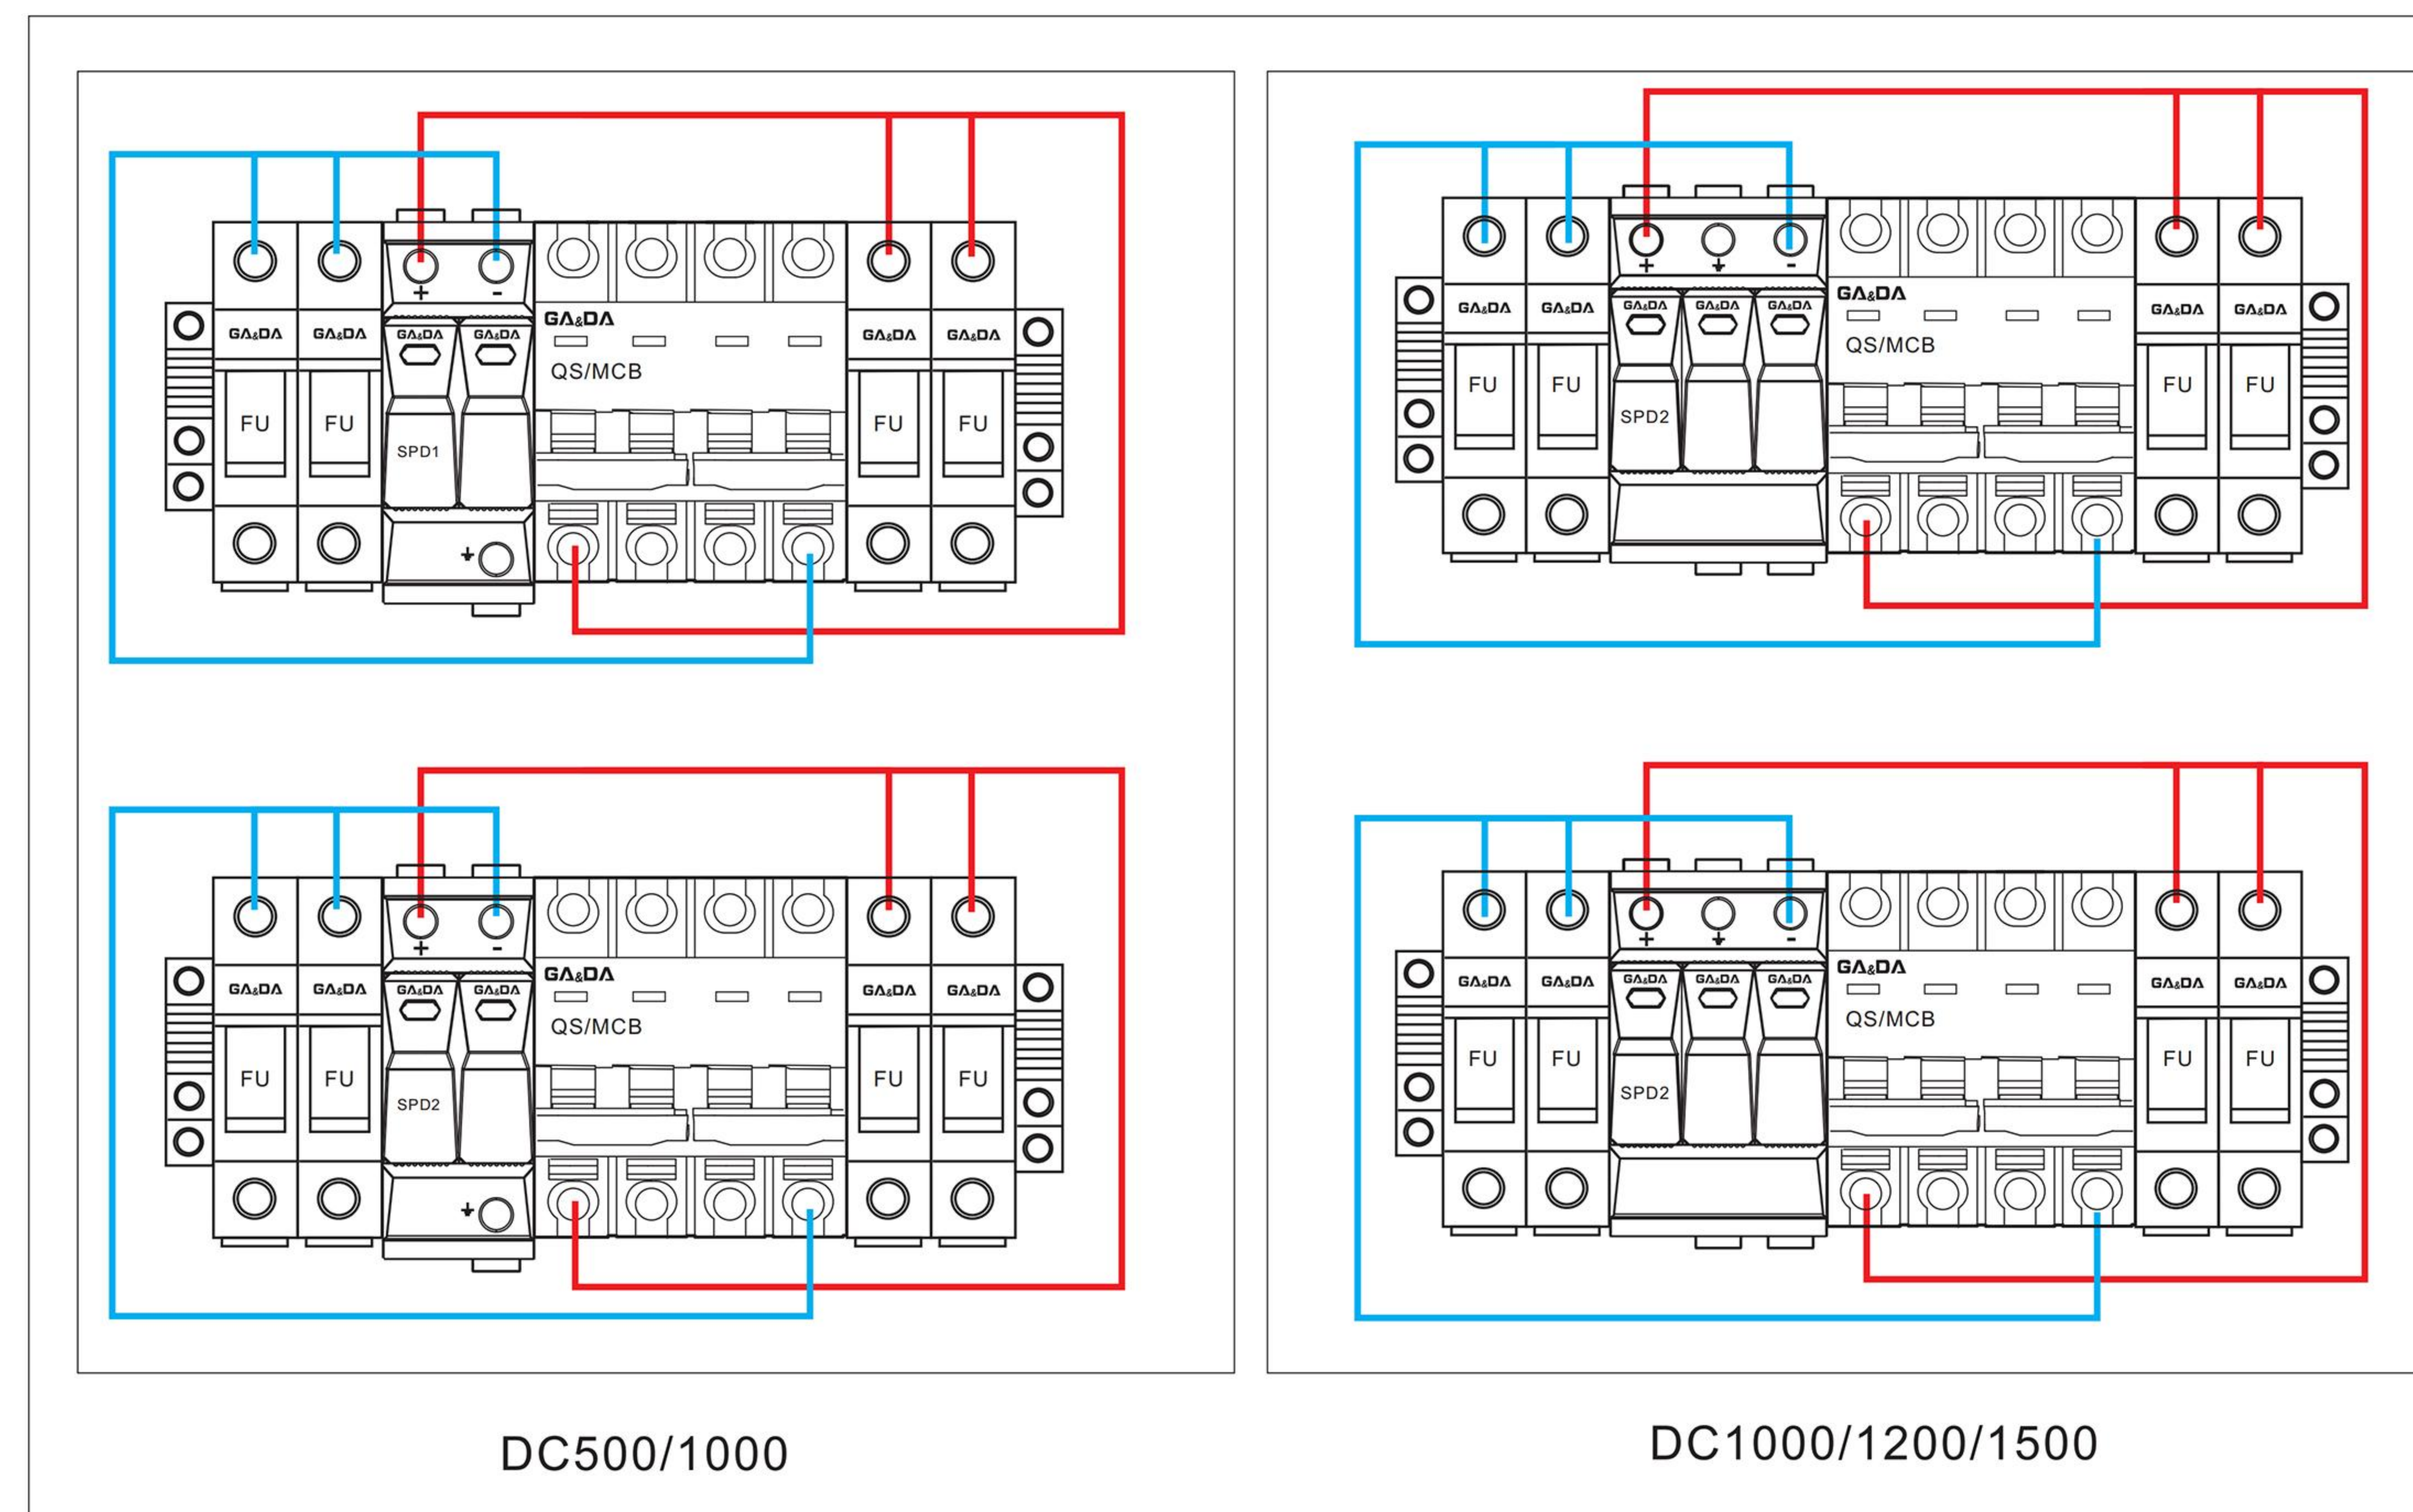 + -
GA&DA GA&DA GA&DA GA&DA GA&DA GA&DA GA&DA
QS/MCB
FU FU SPD1 FU FU
+ ⏚ -
GA&DA GA&DA GA&DA GA&DA GA&DA GA&DA GA&DA GA&DA
QS/MCB
FU FU SPD2 FU FU
+ -
GA&DA GA&DA GA&DA GA&DA GA&DA GA&DA GA&DA
QS/MCB
FU FU SPD2 FU FU
+ ⏚ -
GA&DA GA&DA GA&DA GA&DA GA&DA GA&DA GA&DA GA&DA
QS/MCB
FU FU SPD2 FU FU
DC500/1000
DC1000/1200/1500